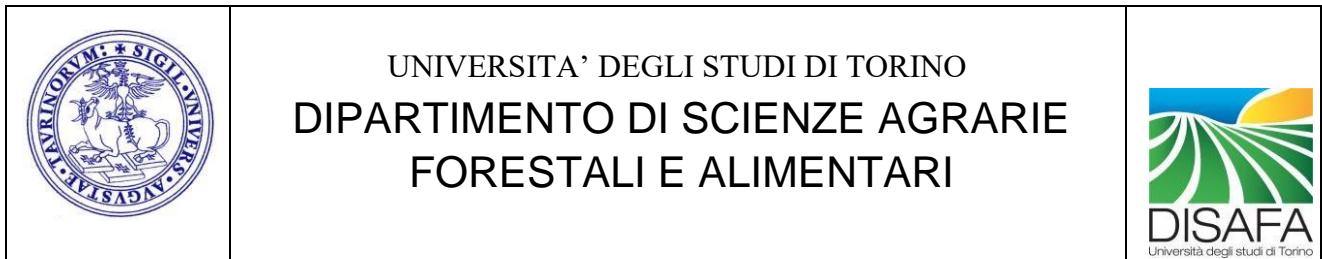 UNIVERSITA’ DEGLI STUDI DI TORINO
DIPARTIMENTO DI SCIENZE AGRARIE
FORESTALI E ALIMENTARI
TAVRINORVM: + SIGIL. VNIVERS. AVGVSTAE
DISAFA
Università degli studi di Torino